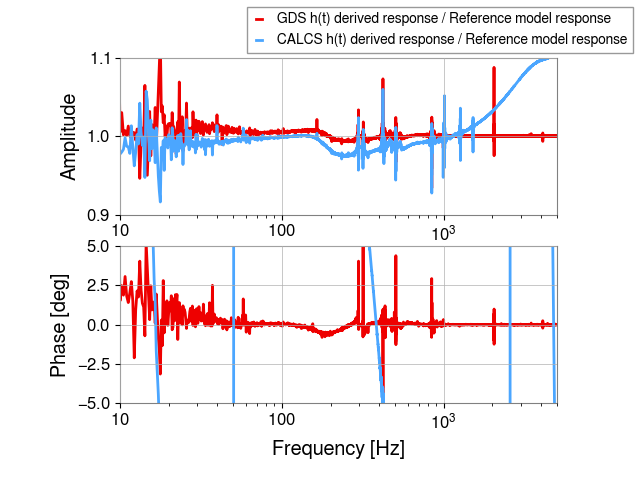 GDS h(t) derived response / Reference model response
CALCS h(t) derived response / Reference model response
Amplitude
1.1
1.0
0.9
10
100
10³
Phase [deg]
5.0
2.5
0.0
−2.5
−5.0
10
100
10³
Frequency [Hz]